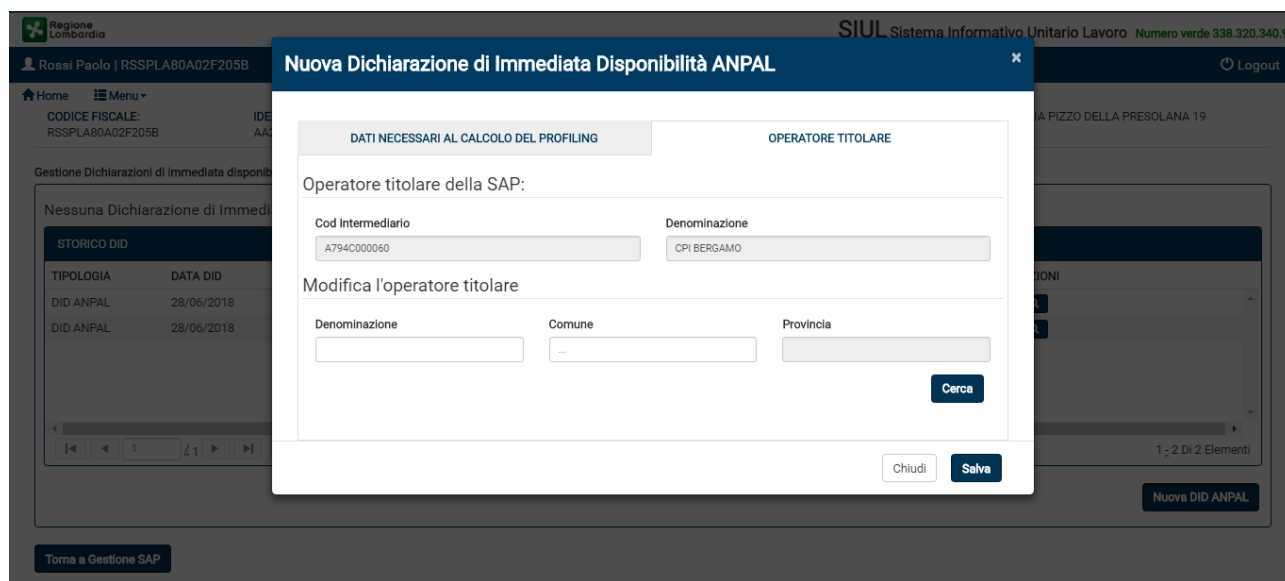 Regione
Lombardia
SIUL Sistema Informativo Unitario Lavoro Numero verde 338.320.340.9
Rossi Paolo | RSSPLA80A02F205B
Nuova Dichiarazione di Immediata Disponibilità ANPAL
×
Logout
Home Menu
CODICE FISCALE:
RSSPLA80A02F205B
PIZZO DELLA PRESOLANA 19
DATI NECESSARI AL CALCOLO DEL PROFILING
OPERATORE TITOLARE
Gestione Dichiarazioni di immediata
Operatore titolare della SAP:
Nessuna Dichiarazione di
Cod Intermediario
Denominazione
A794C000060
CPI BERGAMO
STORICO DID
TIPOLOGIA DATA DID
Modifica l'operatore titolare
DID ANPAL 28/06/2018
DID ANPAL 28/06/2018
Denominazione
Comune
Provincia
...
Cerca
1 / 1
1 - 2 Di 2 Elementi
Chiudi
Salva
Nuova DID ANPAL
Torna a Gestione SAP